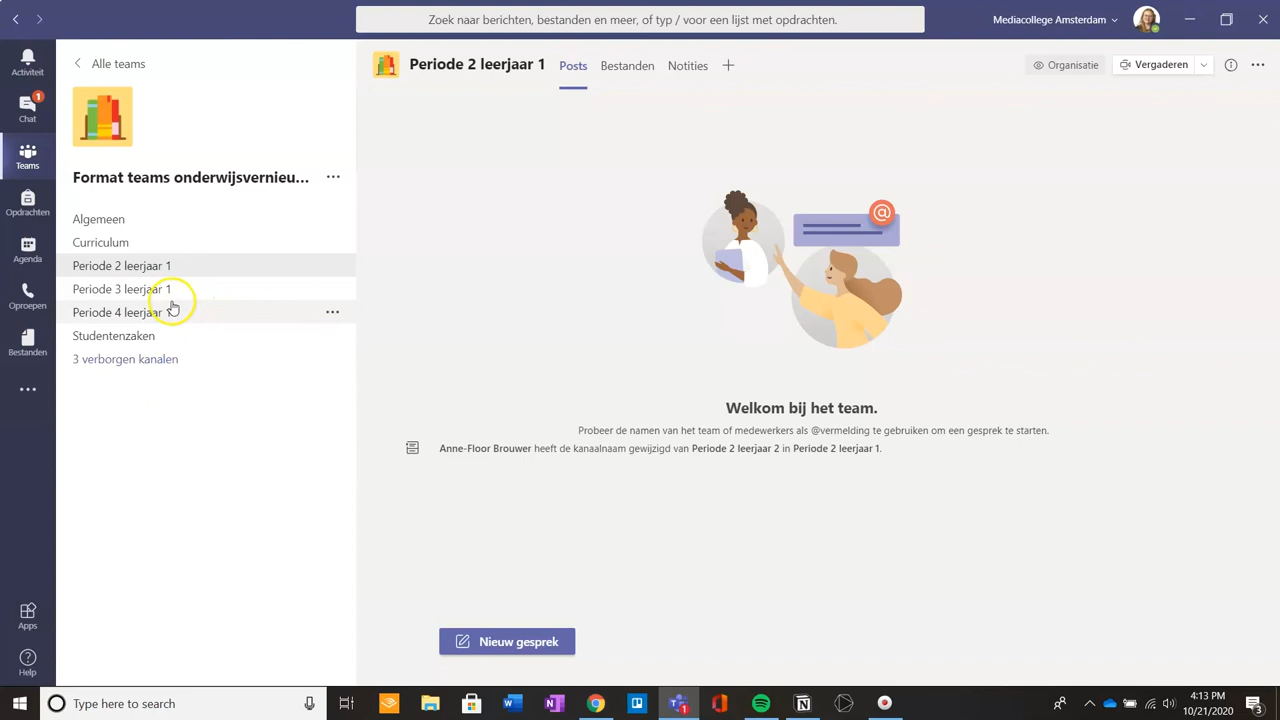 Zoek naar berichten, bestanden en meer, of typ / voor een lijst met opdrachten.
Mediacollege Amsterdam
Activiteit
1
Chat
Teams
Opdrachten
Agenda
Oproepen
Bestanden
Apps
Help
Alle teams
Format teams onderwijsvernieu...
Algemeen
Curriculum
Periode 2 leerjaar 1
Periode 3 leerjaar 1
Periode 4 leerjaar
Studentenzaken
3 verborgen kanalen
Periode 2 leerjaar 1
Posts
Bestanden
Notities
Organisatie
Vergaderen
@
Welkom bij het team.
Probeer de namen van het team of medewerkers als @vermelding te gebruiken om een gesprek te starten.
Anne-Floor Brouwer heeft de kanaalnaam gewijzigd van Periode 2 leerjaar 2 in Periode 2 leerjaar 1.
Nieuw gesprek
Type here to search
4:13 PM
10/21/2020
3